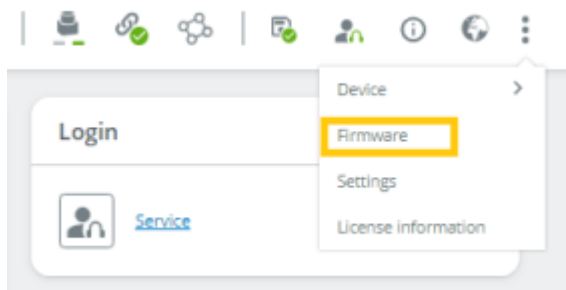 Device
Login
Firmware
Settings
Service
License information